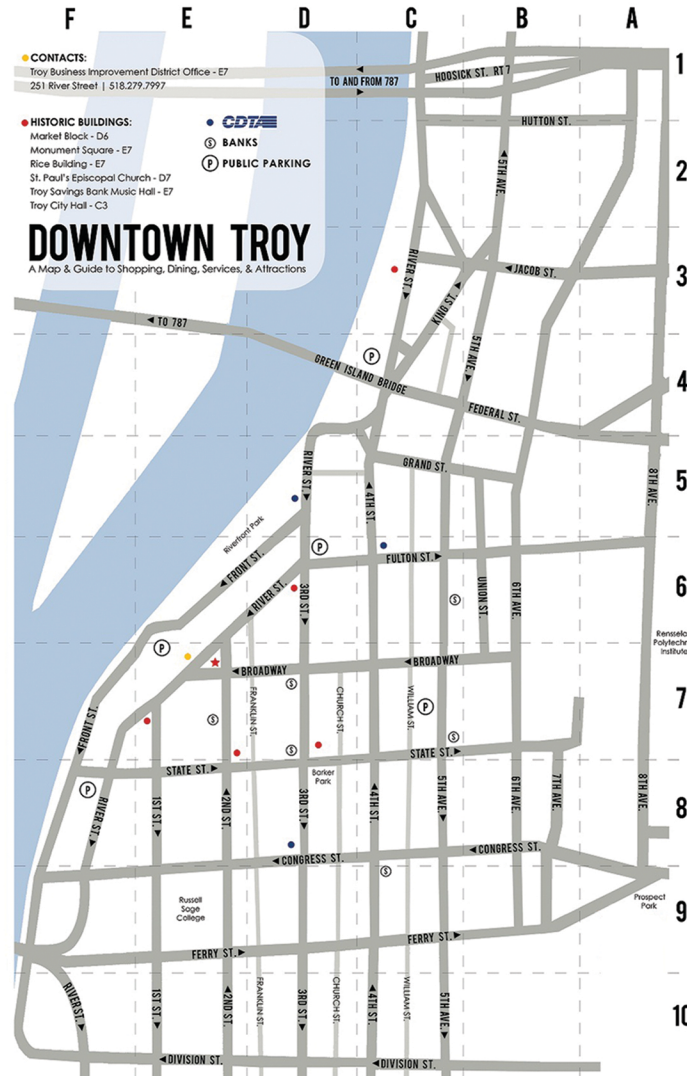 F E D C B A
1
2
3
4
5
6
7
8
9
10
CONTACTS:
Troy Business Improvement District Office - E7
251 River Street | 518.279.7997
HISTORIC BUILDINGS:
Market Block - D6
Monument Square - E7
Rice Building - E7
St. Paul's Episcopal Church - D7
Troy Savings Bank Music Hall - E7
Troy City Hall - C3
CDTA
S BANKS
P PUBLIC PARKING
DOWNTOWN TROY
A Map & Guide to Shopping, Dining, Services, & Attractions
TO AND FROM 787
HOOSICK ST. RT 7
HUTTON ST.
5TH AVE.
RIVER ST.
JACOB ST.
KING ST.
TO 787
5TH AVE.
P
GREEN ISLAND BRIDGE
FEDERAL ST.
GRAND ST.
RIVER ST.
4TH ST.
8TH AVE.
Riverfront Park
P
FULTON ST.
FRONT ST.
RIVER ST.
3RD ST.
S
UNION ST.
6TH AVE.
Renssela
Polytechn
Institute
P
BROADWAY
BROADWAY
S
FRANKLIN ST.
CHURCH ST.
WILLIAM ST.
P
FRONT ST.
S
S
S
STATE ST.
STATE ST.
Barker
Park
P
RIVER ST.
1ST ST.
2ND ST.
3RD ST.
4TH ST.
5TH AVE.
6TH AVE.
7TH AVE.
8TH AVE.
CONGRESS ST.
CONGRESS ST.
S
Russell
Sage
College
Prospect
Park
FERRY ST.
FERRY ST.
RIVER ST.
1ST ST.
2ND ST.
FRANKLIN ST.
3RD ST.
CHURCH ST.
4TH ST.
WILLIAM ST.
5TH AVE.
DIVISION ST.
DIVISION ST.